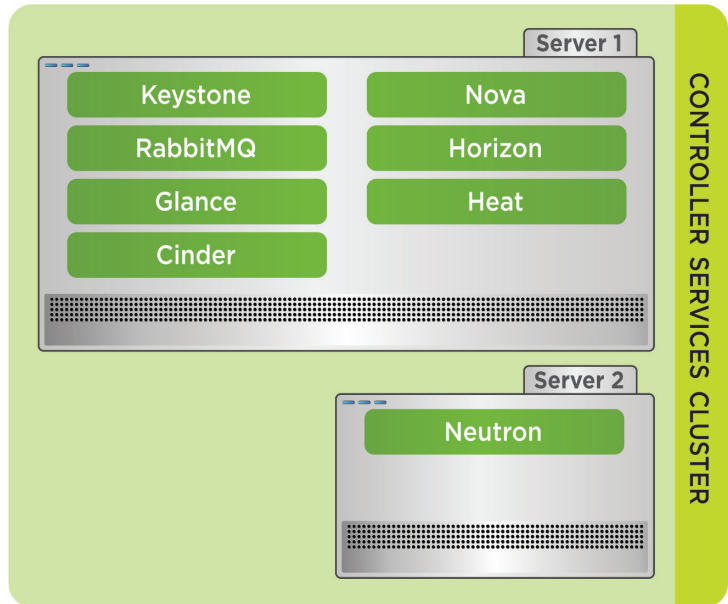 Server 1
Keystone
Nova
RabbitMQ
Horizon
Glance
Heat
Cinder
Server 2
Neutron
CONTROLLER SERVICES CLUSTER